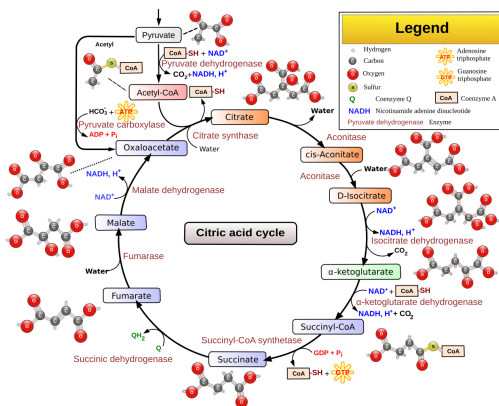 Pyruvate
Acetyl
CoA-SH + NAD⁺
Pyruvate dehydrogenase
CO₂+NADH, H⁺
CoA
Acetyl-CoA
CoA-SH
HCO₃⁻ + ATP
Pyruvate carboxylase
ADP + Pᵢ
Citrate
Citrate synthase
Water
Oxaloacetate
Water
Aconitase
cis-Aconitate
Aconitase
Water
D-Isocitrate
NAD⁺
NADH, H⁺
Isocitrate dehydrogenase
CO₂
α-ketoglutarate
NAD⁺ + CoA-SH
α-ketoglutarate dehydrogenase
NADH, H⁺ + CO₂
Succinyl-CoA
CoA
Succinyl-CoA synthetase
GDP + Pᵢ
CoA-SH + GTP
Succinate
Succinic dehydrogenase
QH₂
Q
Fumarate
Fumarase
Water
Malate
Malate dehydrogenase
NAD⁺
NADH, H⁺
Citric acid cycle
Legend
Hydrogen
Carbon
Oxygen
S Sulfur
Q Coenzyme Q
NADH Nicotinamide adenine dinucleotide
Pyruvate dehydrogenase Enzyme
ATP Adenosine
triphosphate
GTP Guanosine
triphosphate
CoA Coenzyme A